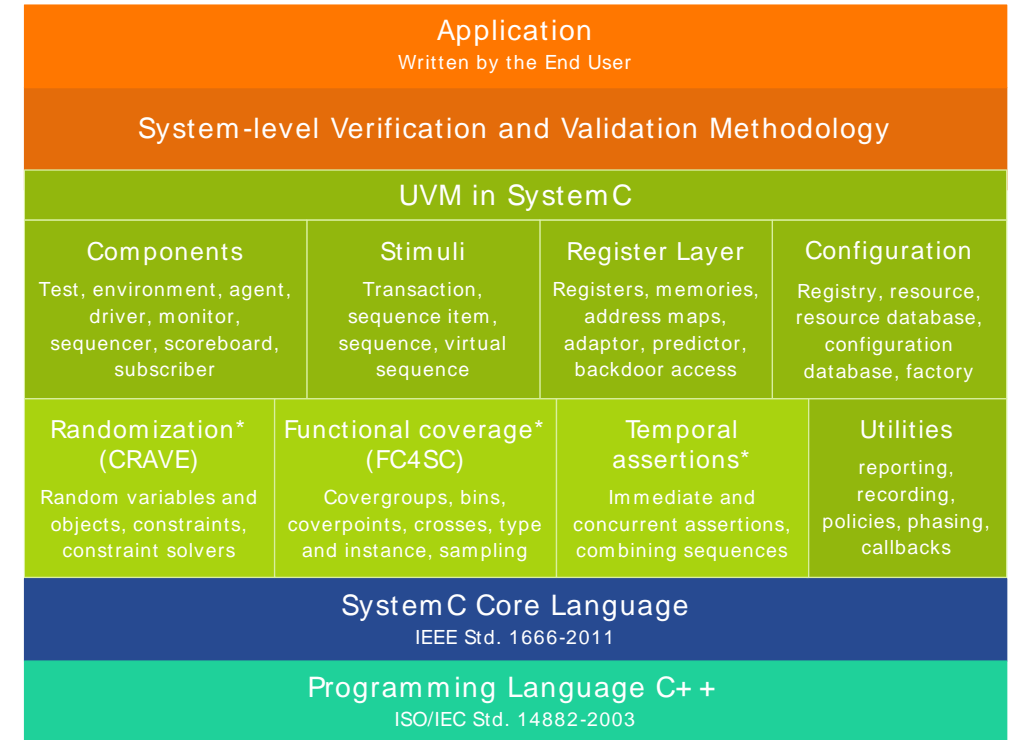 Application
Written by the End User
System-level Verification and Validation Methodology
UVM in SystemC
Components
Test, environment, agent,
driver, monitor,
sequencer, scoreboard,
subscriber
Stimuli
Transaction,
sequence item,
sequence, virtual
sequence
Register Layer
Registers, memories,
address maps,
adaptor, predictor,
backdoor access
Configuration
Registry, resource,
resource database,
configuration
database, factory
Randomization*
(CRAVE)
Random variables and
objects, constraints,
constraint solvers
Functional coverage*
(FC4SC)
Covergroups, bins,
coverpoints, crosses, type
and instance, sampling
Temporal
assertions*
Immediate and
concurrent assertions,
combining sequences
Utilities
reporting,
recording,
policies, phasing,
callbacks
SystemC Core Language
IEEE Std. 1666-2011
Programming Language C++
ISO/IEC Std. 14882-2003